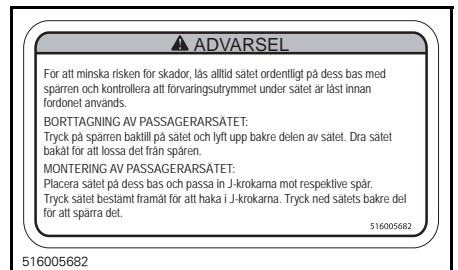 ADVARSEL
För att minska risken för skador, lås alltid sätet ordentligt på dess bas med
spärren och kontrollera att förvaringsutrymmet under sätet är låst innan
fordonet används.
BORTTAGNING AV PASSAGERARSÄTET:
Tryck på spärren baktill på sätet och lyft upp bakre delen av sätet. Dra sätet
bakåt för att lossa det från spåren.
MONTERING AV PASSAGERARSÄTET:
Placera sätet på dess bas och passa in J-krokarna mot respektive spår.
Tryck sätet bestämt framåt för att haka i J-krokarna. Tryck ned sätets bakre del
för att spärra det.
516005682
516005682